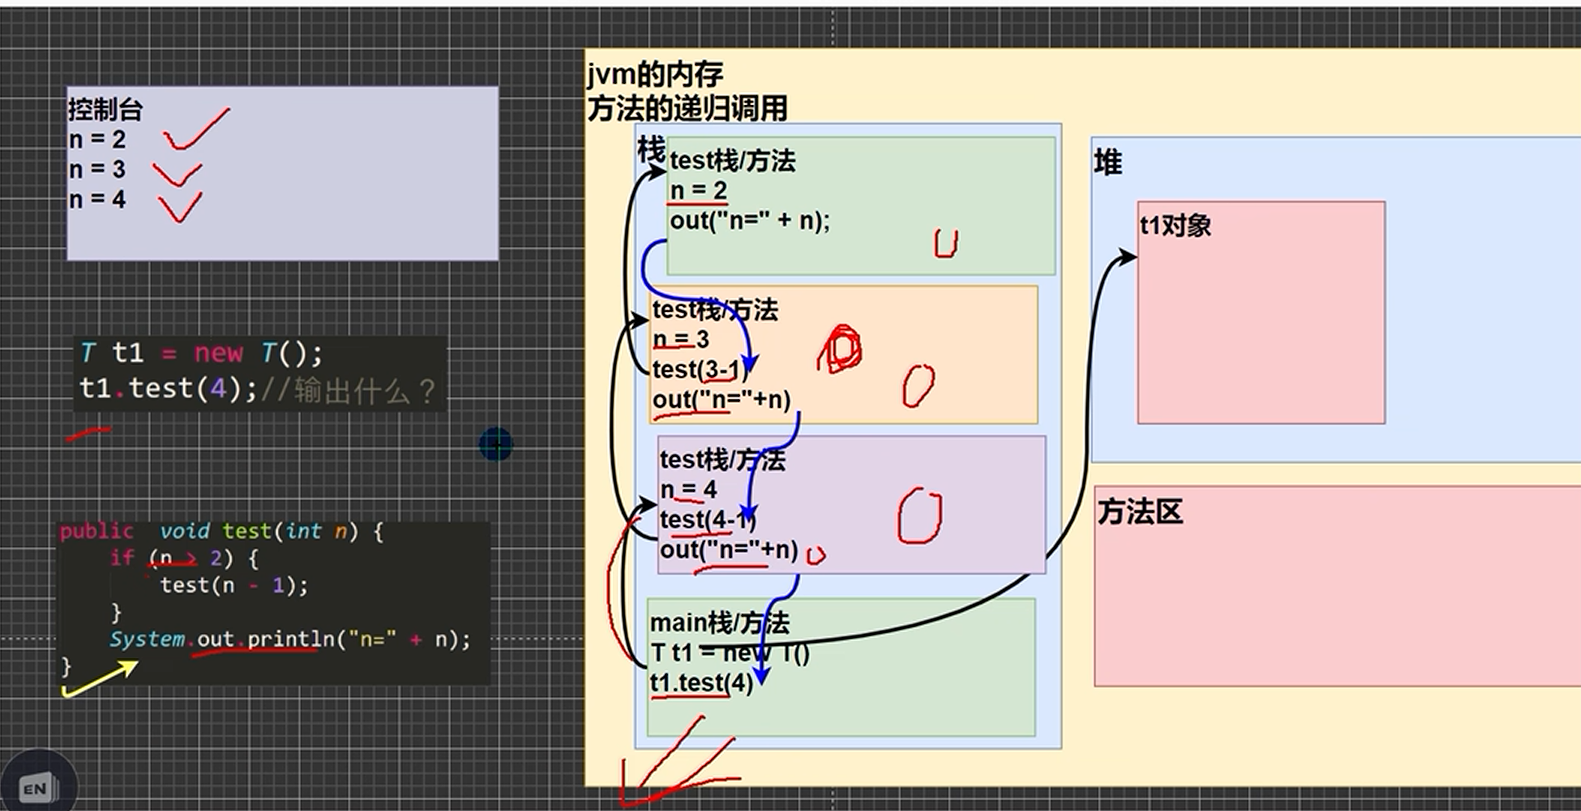 控制台
n = 2
n = 3
n = 4
T t1 = new T();
t1.test(4);//输出什么？
public void test(int n) {
if (n > 2) {
test(n - 1);
}
System.out.println("n=" + n);
}
EN
jvm的内存
方法的递归调用
栈
test栈/方法
n = 2
out("n=" + n);
test栈/方法
n = 3
test(3-1)
out("n="+n)
test栈/方法
n = 4
test(4-1)
out("n="+n)
main栈/方法
T t1 = new T()
t1.test(4)
堆
t1对象
方法区